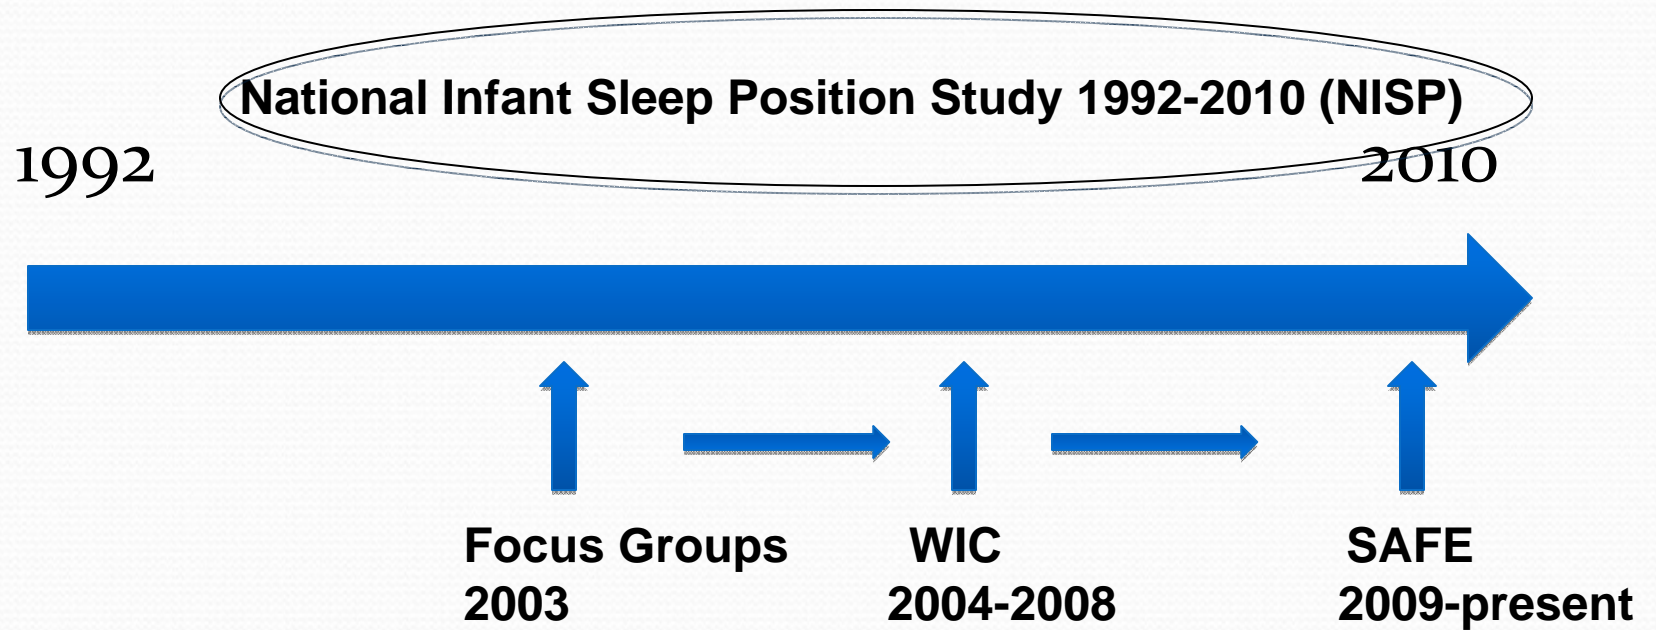 National Infant Sleep Position Study 1992-2010 (NISP)
1992
2010
Focus Groups
2003
WIC
2004-2008
SAFE
2009-present